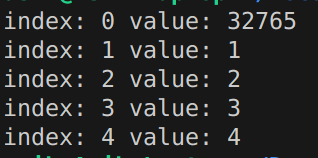 index: 0 value: 32765
index: 1 value: 1
index: 2 value: 2
index: 3 value: 3
index: 4 value: 4